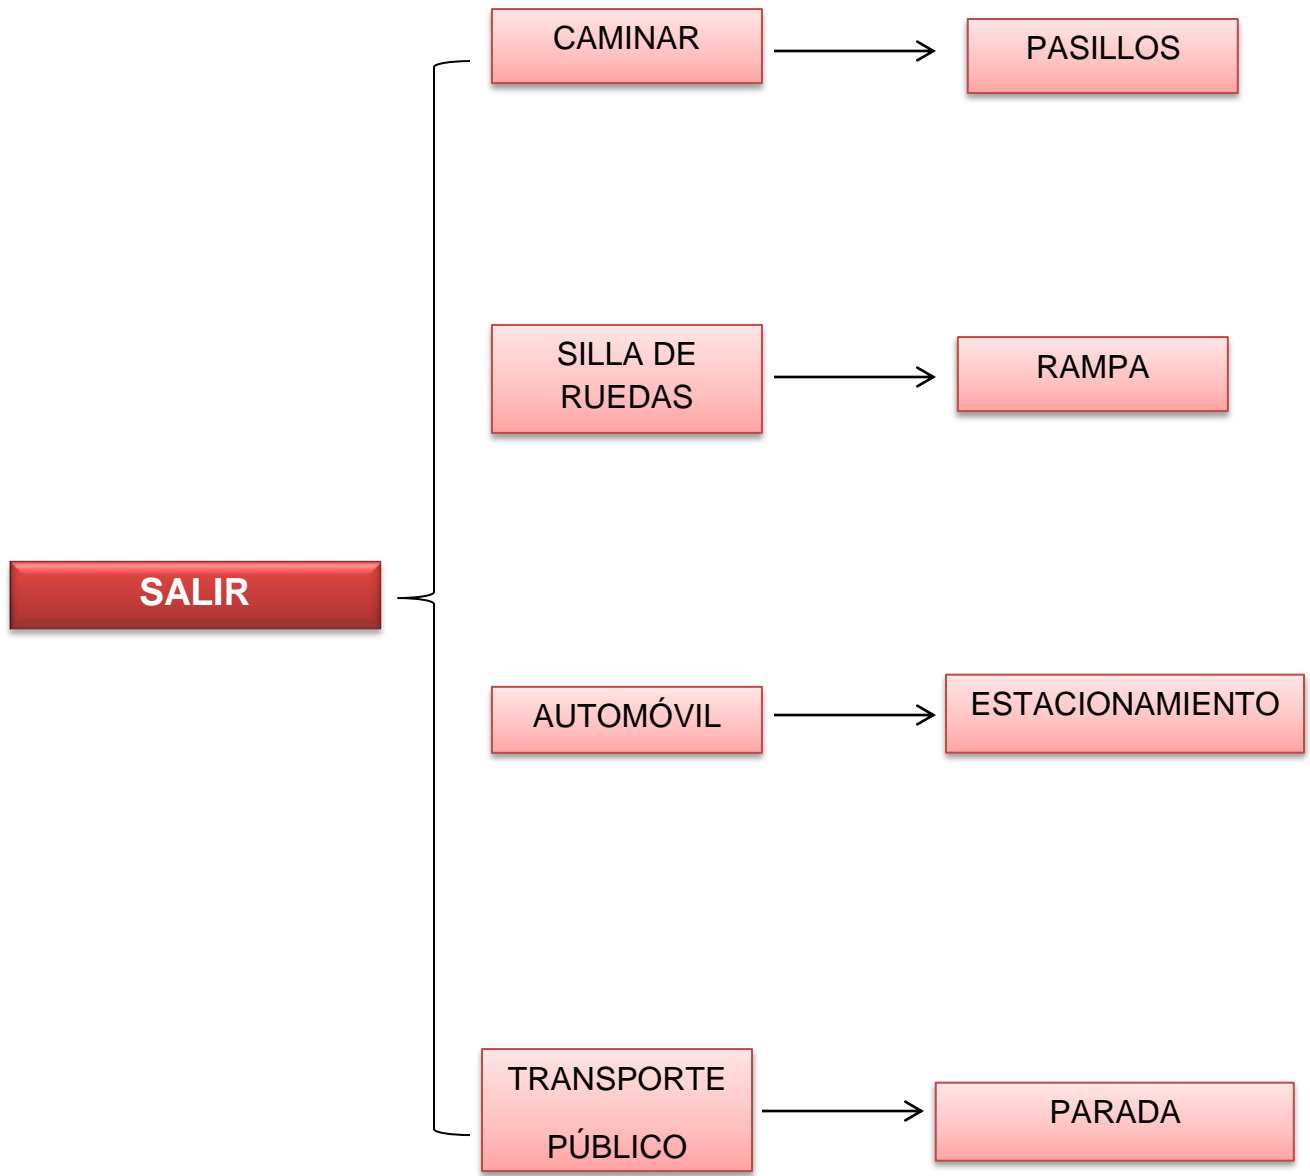 CAMINAR
PASILLOS
SILLA DE
RUEDAS
RAMPA
SALIR
AUTOMÓVIL
ESTACIONAMIENTO
TRANSPORTE
PÚBLICO
PARADA